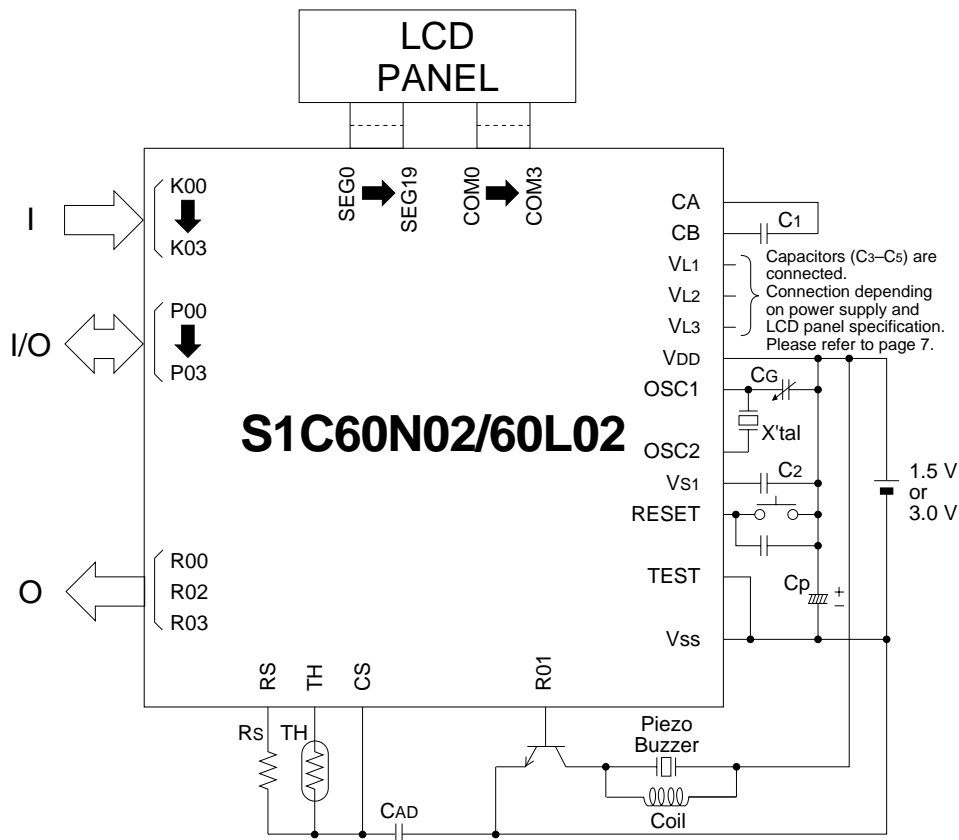 LCD
PANEL
SEG0
SEG19
COM0
COM3
I
K00
K03
I/O
P00
P03
S1C60N02/60L02
O
R00
R02
R03
CA
CB
C1
VL1
VL2
VL3
Capacitors (C3–C5) are
connected.
Connection depending
on power supply and
LCD panel specification.
Please refer to page 7.
VDD
OSC1
CG
X'tal
OSC2
VS1
C2
RESET
TEST
Cp
+
–
Vss
1.5 V
or
3.0 V
RS
TH
CS
R01
Rs
TH
CAD
Piezo
Buzzer
Coil